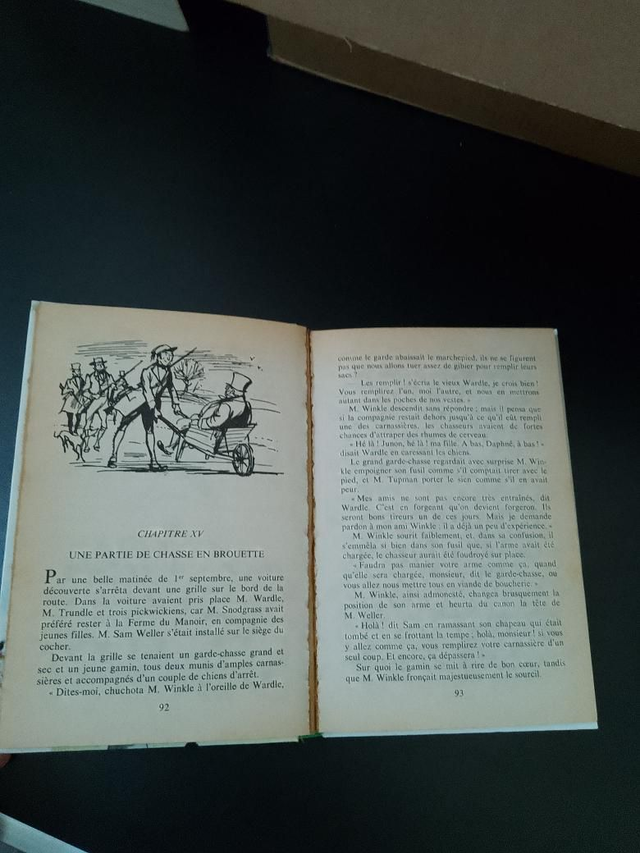 CHAPITRE XV
UNE PARTIE DE CHASSE EN BROUETTE
Par une belle matinée de 1er septembre, une voiture
découverte s'arrêta devant une grille sur le bord de la
route. Dans la voiture avaient pris place M. Wardle,
M. Trundle et trois pickwickiens, car M. Snodgrass avait
préféré rester à la Ferme du Manoir, en compagnie des
jeunes filles. M. Sam Weller s'était installé sur le siège du
cocher.
Devant la grille se tenaient un garde-chasse grand et
sec et un jeune gamin, tous deux munis d'amples carnas-
sières et accompagnés d'un couple de chiens d'arrêt.
« Dites-moi, chuchota M. Winkle à l'oreille de Wardle,
92
comme le garde abaissait le marchepied, ils ne se figurent
pas que nous allons tuer assez de gibier pour remplir leurs
sacs ?
Les remplir ! s'écria le vieux Wardle, je crois bien !
Vous remplirez l'un, moi l'autre, et nous en mettrons
autant dans les poches de nos vestes. »
M. Winkle descendit sans répondre ; mais il pensa que
si la compagnie restait dehors jusqu'à ce qu'il eût rempli
une des carnassières, les chasseurs avaient de fortes
chances d'attraper des rhumes de cerveau.
« Hé là ! Junon, hé là ! ma fille. A bas, Daphné, à bas ! »
disait Wardle en caressant les chiens.
Le grand garde-chasse regardait avec surprise M. Win-
kle empoigner son fusil comme s'il comptait tirer avec le
pied, et M. Tupman porter le sien comme s'il en avait
peur.
« Mes amis ne sont pas encore très entraînés, dit
Wardle. C'est en forgeant qu'on devient forgeron. Ils
seront bons tireurs un de ces jours. Mais je demande
pardon à mon ami Winkle : il a déjà un peu d'expérience. »
M. Winkle sourit faiblement, et, dans sa confusion, il
s'emmêla si bien dans son fusil que, si l'arme avait été
chargée, le chasseur aurait été foudroyé sur place.
« Faudra pas manier votre arme comme ça, quand
qu'elle sera chargée, monsieur, dit le garde-chasse, ou
vous allez nous mettre tous en viande de boucherie. »
M. Winkle, ainsi admonesté, changea brusquement la
position de son arme et heurta du canon la tête de
M. Weller.
« Holà ! dit Sam en ramassant son chapeau qui était
tombé et en se frottant la tempe ; holà, monsieur ! si vous
y allez comme ça, vous remplirez votre carnassière d'un
seul coup. Et encore, ça dépassera ! »
Sur quoi le gamin se mit à rire de bon cœur, tandis
que M. Winkle fronçait majestueusement le sourcil.
93